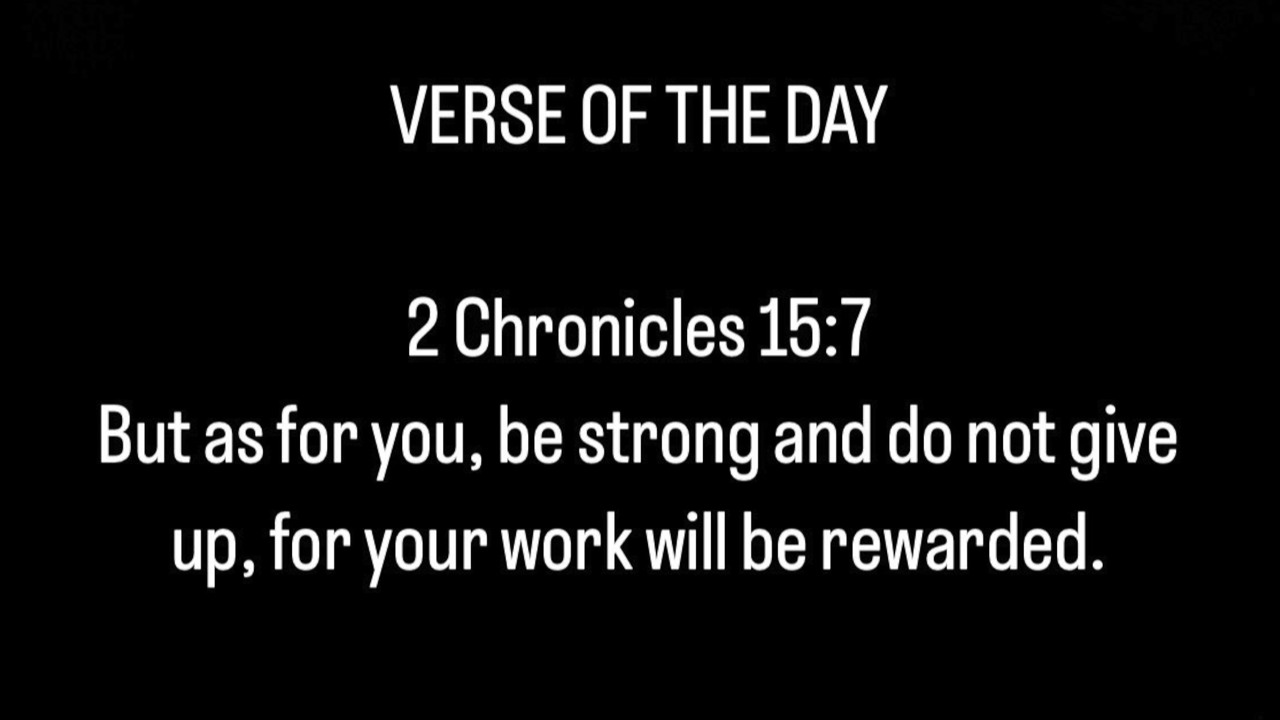 VERSE OF THE DAY
2 Chronicles 15:7
But as for you, be strong and do not give
up, for your work will be rewarded.